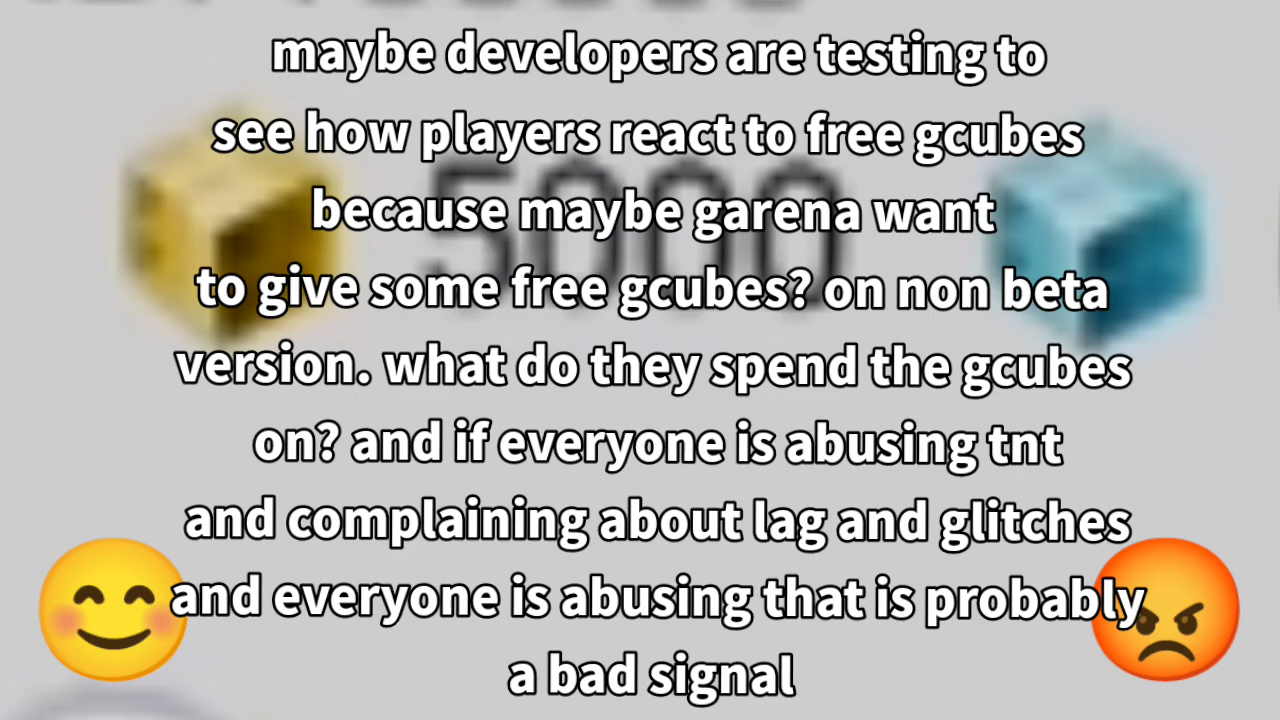 maybe developers are testing to
see how players react to free gcubes
because maybe garena want
5000
to give some free gcubes? on non beta
version. what do they spend the gcubes
on? and if everyone is abusing tnt
and complaining about lag and glitches
and everyone is abusing that is probably
a bad signal